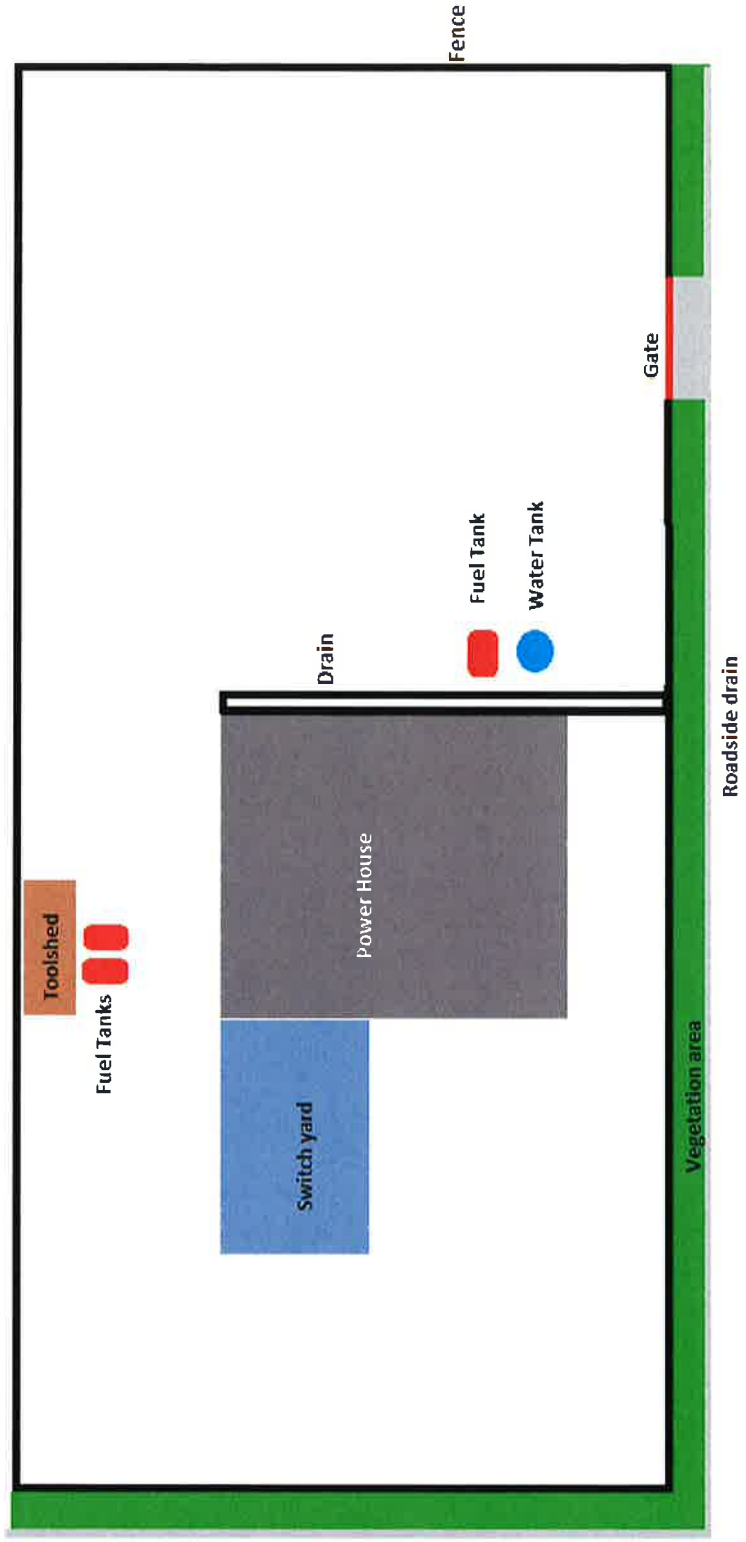 Toolshed
Fuel Tanks
Switch yard
Power House
Drain
Fuel Tank
Water Tank
Fence
Gate
Vegetation area
Roadside drain